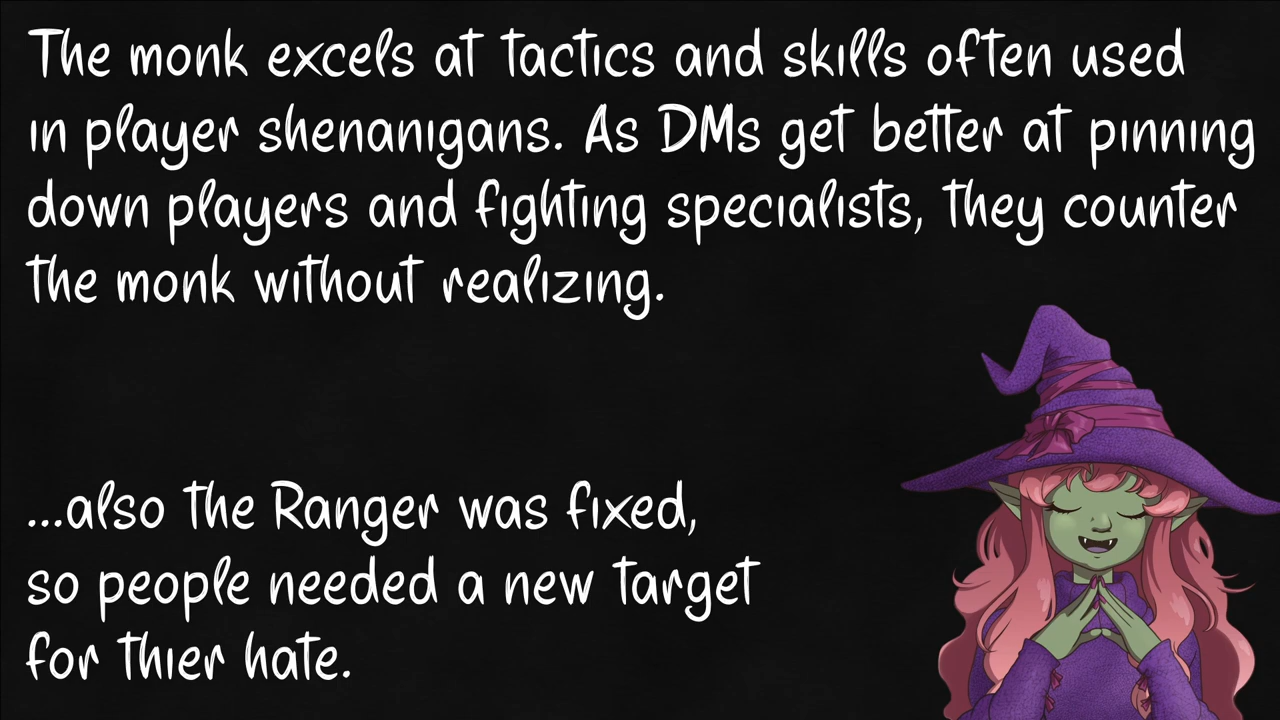 The monk excels at tactics and skills often used
in player shenanigans. As DMs get better at pinning
down players and fighting specialists, they counter
the monk without realizing.
...also the Ranger was fixed,
so people needed a new target
for thier hate.